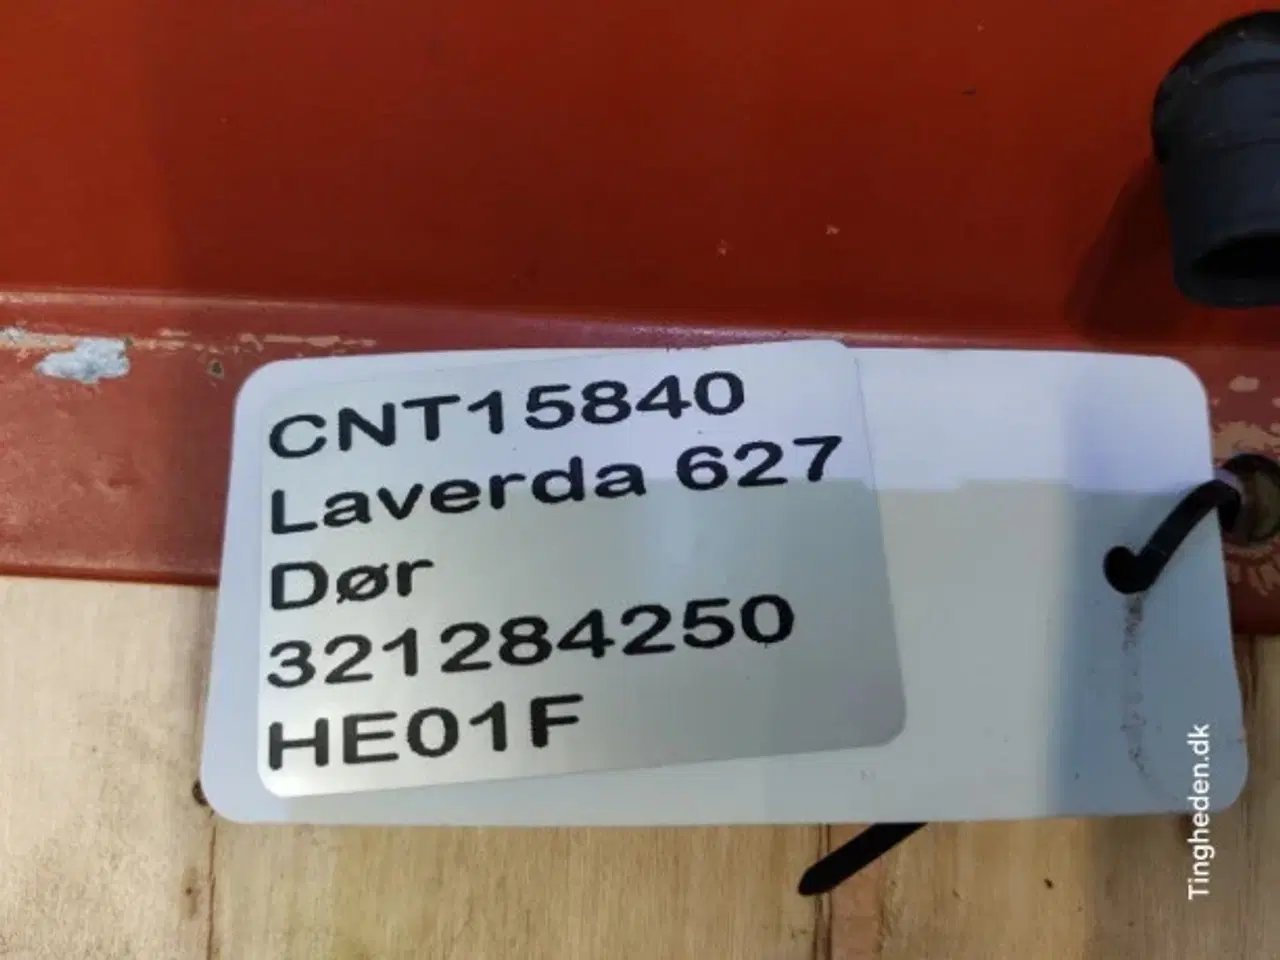 CNT15840
Laverda 627
Dør
321284250
HE01F
Tingheden.dk